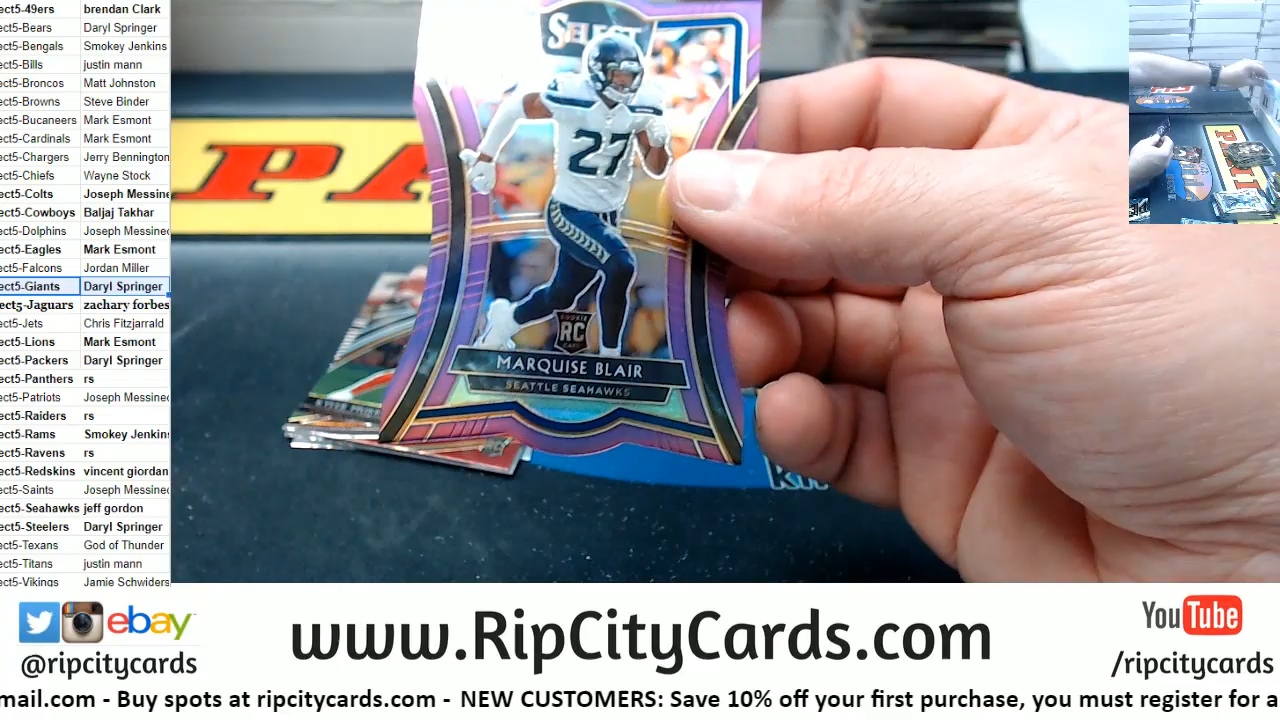 ect5-49ers brendan Clark
ect5-Bears Daryl Springer
ect5-Bengals Smokey Jenkins
ect5-Bills justin mann
ect5-Broncos Matt Johnston
ect5-Browns Steve Binder
ect5-Bucaneers Mark Esmont
ect5-Cardinals Mark Esmont
ect5-Chargers Jerry Bennington
ect5-Chiefs Wayne Stock
ect5-Colts Joseph Messine
ect5-Cowboys Baljaj Takhar
ect5-Dolphins Joseph Messine
ect5-Eagles Mark Esmont
ect5-Falcons Jordan Miller
ect5-Giants Daryl Springer
ect5-Jaguars zachary forbes
ect5-Jets Chris Fitzjarrald
ect5-Lions Mark Esmont
ect5-Packers Daryl Springer
ect5-Panthers rs
ect5-Patriots Joseph Messine
ect5-Raiders rs
ect5-Rams Smokey Jenkin
ect5-Ravens rs
ect5-Redskins vincent giordan
ect5-Saints Joseph Messine
ect5-Seahawks jeff gordon
ect5-Steelers Daryl Springer
ect5-Texans God of Thunder
ect5-Titans justin mann
ect5-Vikings Jamie Schwiders
PA
SELECT
27
ROOKIE
RC
CARD
MARQUISE BLAIR
SEATTLE SEAHAWKS
ebay
@ripcitycards
www.RipCityCards.com
YouTube
/ripcitycards
mail.com - Buy spots at ripcitycards.com - NEW CUSTOMERS: Save 10% off your first purchase, you must register for a